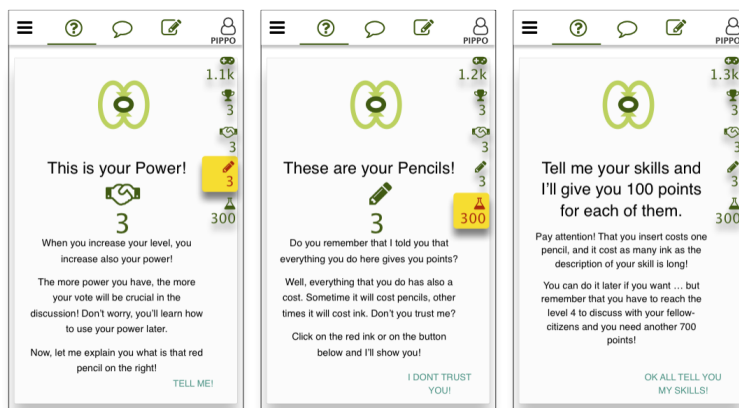 PIPPO
1.1k
3
3
3
300
This is your Power!
3
When you increase your level, you
increase also your power!
The more power you have, the more
your vote will be crucial in the
discussion! Don't worry, you'll learn how
to use your power later.
Now, let me explain you what is that red
pencil on the right!
TELL ME!
PIPPO
1.2k
3
3
3
300
These are your Pencils!
3
Do you remember that I told you that
everything you do here gives you points?
Well, everything that you do has also a
cost. Sometime it will cost pencils, other
times it will cost ink. Don't you trust me?
Click on the red ink or on the button
below and I'll show you!
I DONT TRUST
YOU!
PIPPO
1.3k
3
3
3
300
Tell me your skills and
I'll give you 100 points
for each of them.
Pay attention! That you insert costs one
pencil, and it cost as many ink as the
description of your skill is long!
You can do it later if you want ... but
remember that you have to reach the
level 4 to discuss with your fellow-
citizens and you need another 700
points!
OK ALL TELL YOU
MY SKILLS!